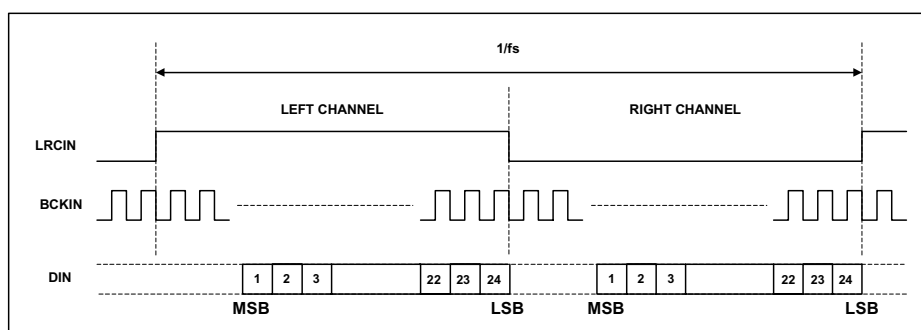 1/fs
LEFT CHANNEL RIGHT CHANNEL
LRCIN
BCKIN
DIN 1 2 3 22 23 24 1 2 3 22 23 24
MSB LSB MSB LSB